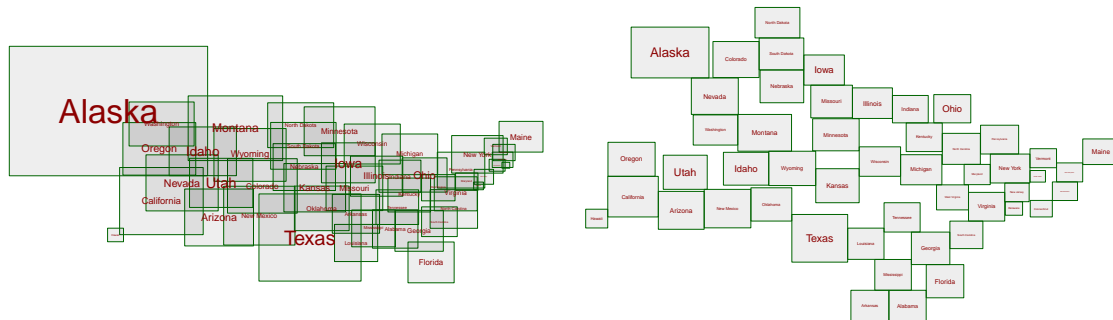 Alaska
Washington
Montana
North Dakota
Minnesota
Oregon
Idaho
Wyoming
South Dakota
Wisconsin
Michigan
New York
Maine
Iowa
Nebraska
Nevada
Utah
Colorado
Kansas
Missouri
Illinois
Ohio
Pennsylvania
California
Arizona
New Mexico
Oklahoma
Arkansas
Kentucky
Virginia
Texas
Louisiana
Alabama
Georgia
Florida
North Dakota
Alaska
Colorado
South Dakota
Iowa
Nebraska
Nevada
Missouri
Illinois
Indiana
Ohio
Washington
Montana
Minnesota
Kentucky
Oregon
Utah
Idaho
Wyoming
Kansas
Wisconsin
Michigan
New York
Vermont
Maine
Hawaii
California
Arizona
New Mexico
Oklahoma
Virginia
Texas
Louisiana
Tennessee
Georgia
Mississippi
Florida
Arkansas
Alabama